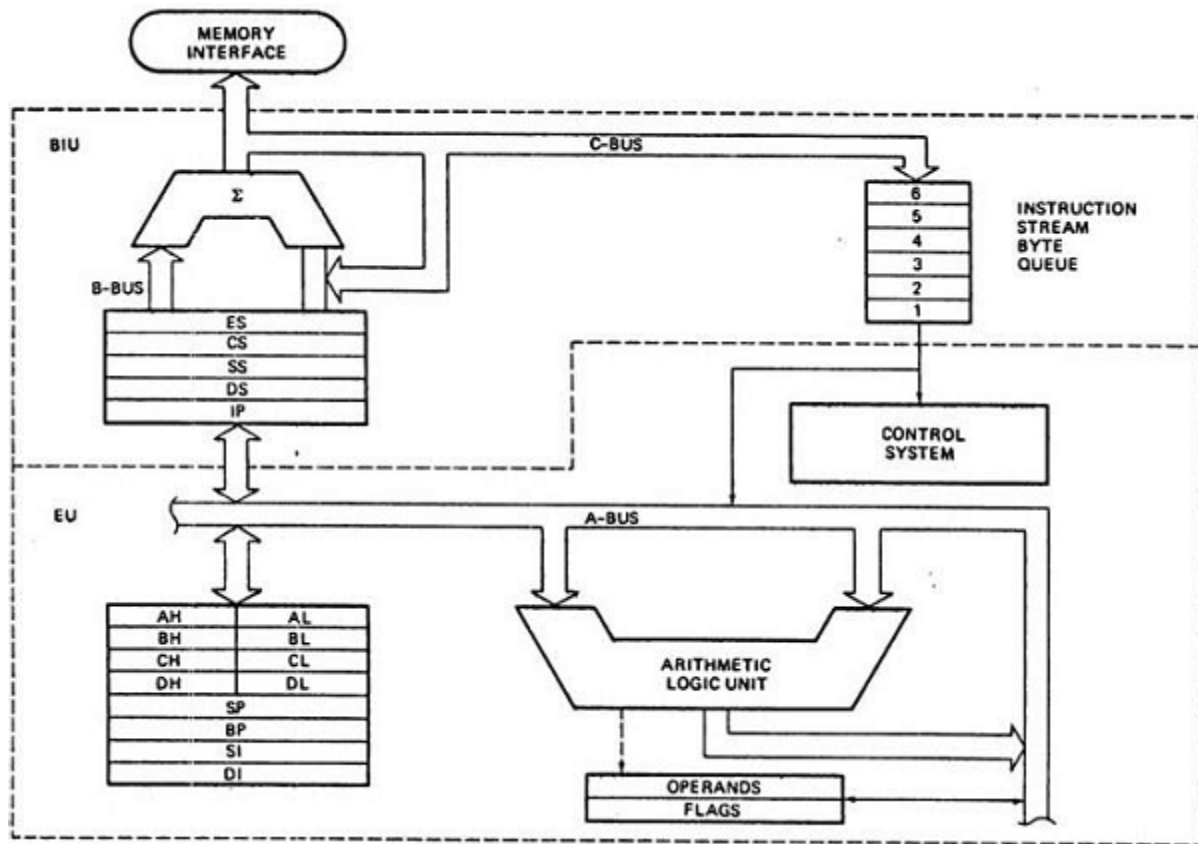 MEMORY
INTERFACE
BIU
C-BUS
Σ
6
5
4
3
2
1
INSTRUCTION
STREAM
BYTE
QUEUE
B-BUS
ES
CS
SS
DS
IP
CONTROL
SYSTEM
EU
A-BUS
AH AL
BH BL
CH CL
DH DL
SP
BP
SI
DI
ARITHMETIC
LOGIC UNIT
OPERANDS
FLAGS